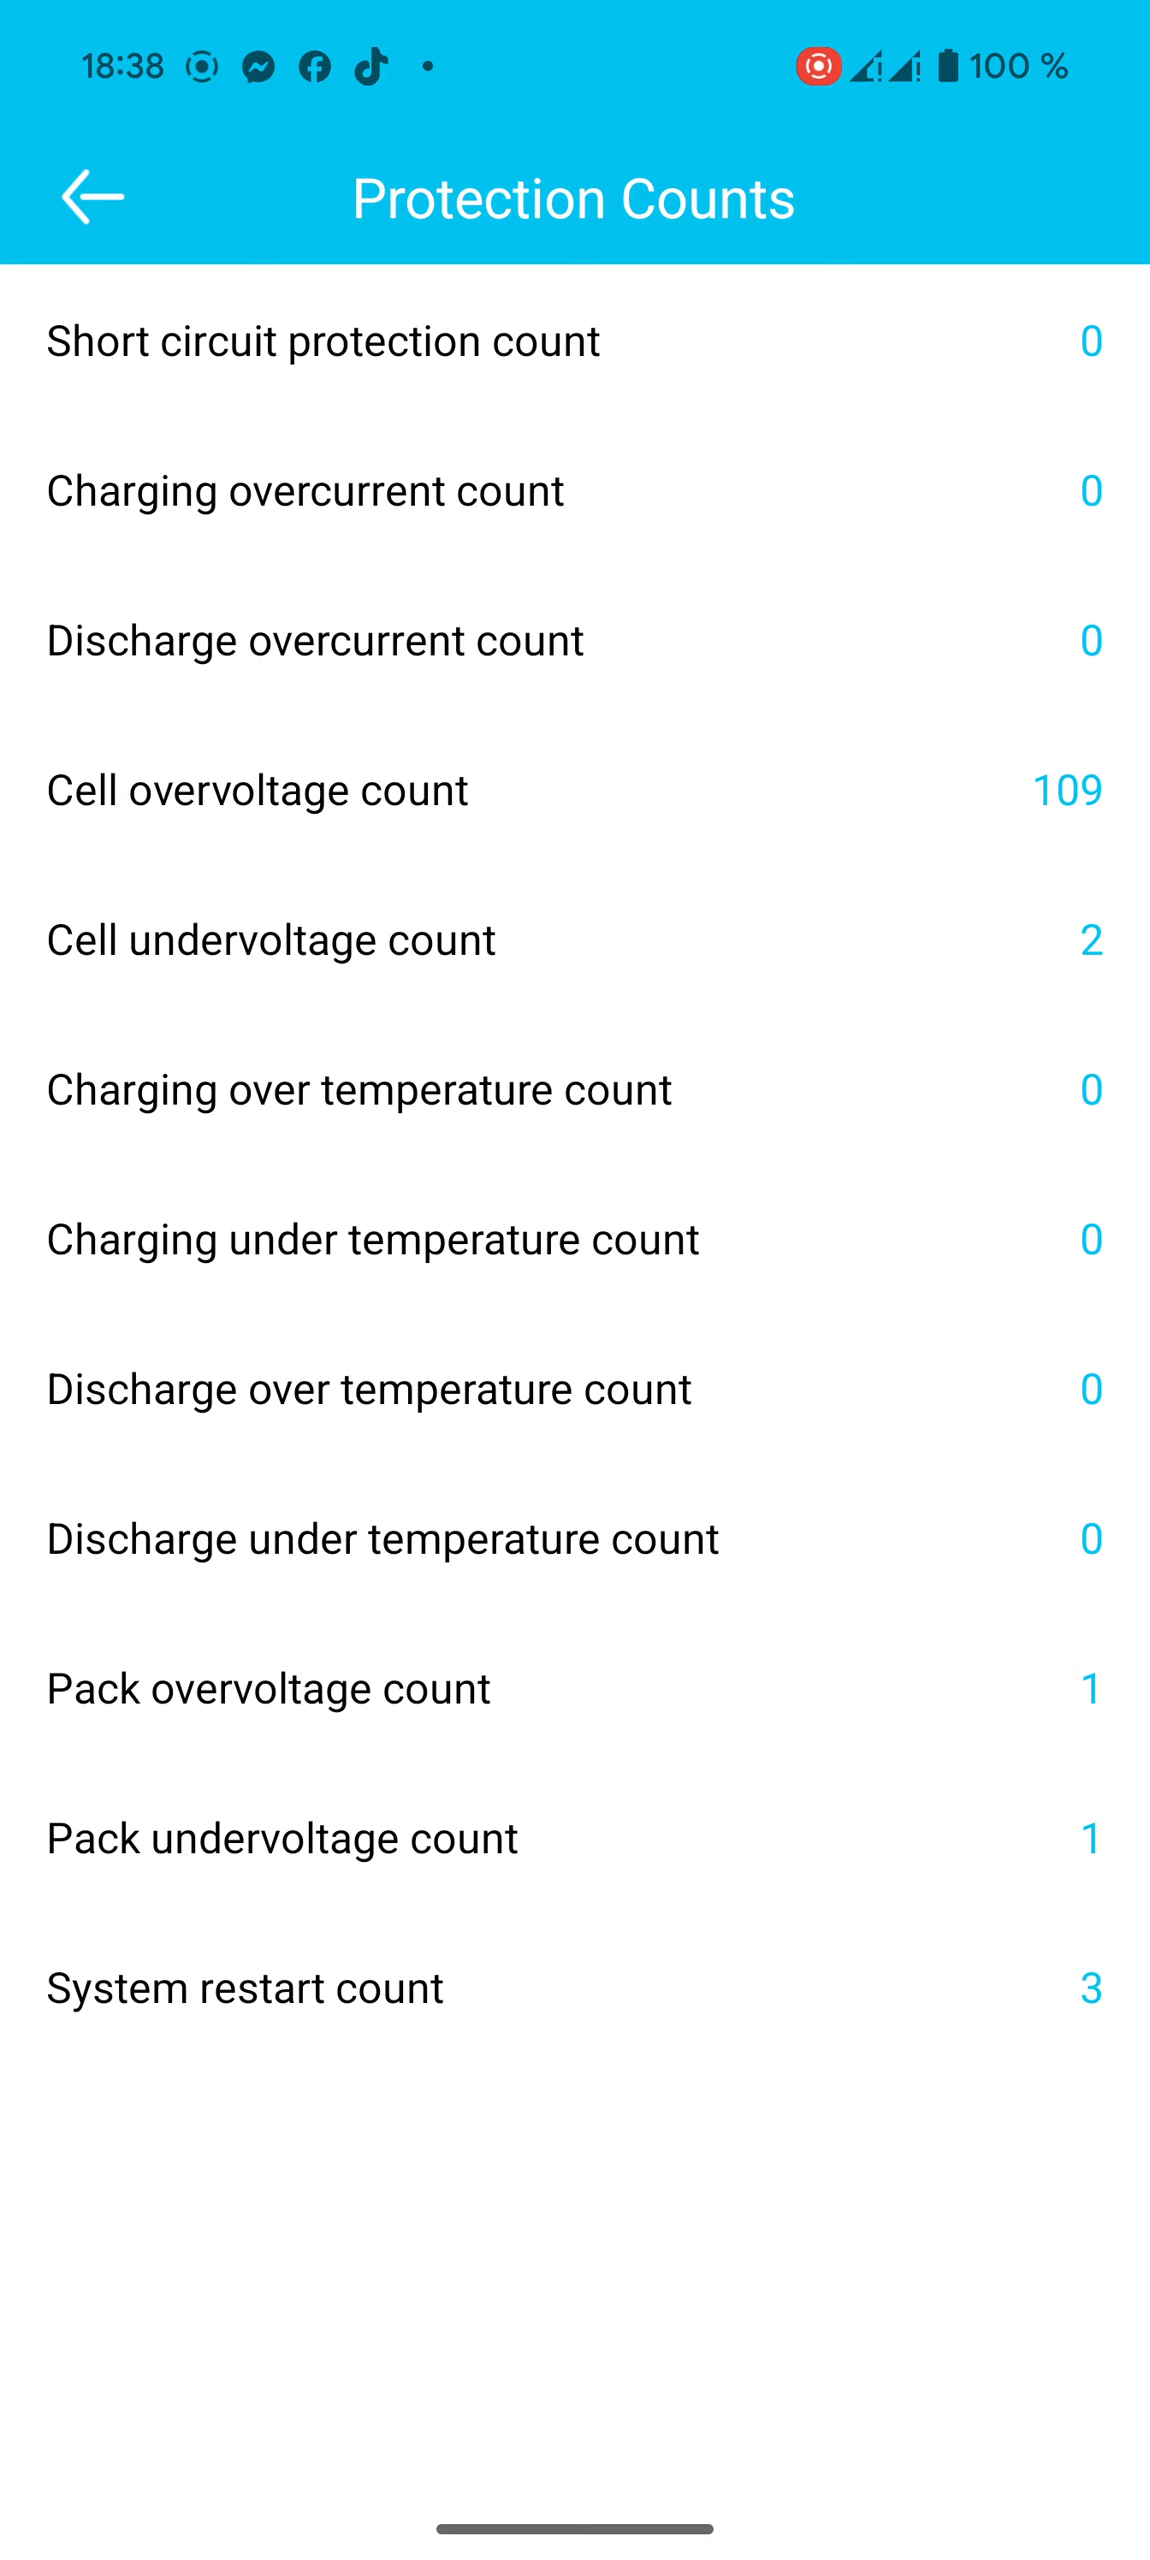 18:38
100 %
Protection Counts
Short circuit protection count 0
Charging overcurrent count 0
Discharge overcurrent count 0
Cell overvoltage count 109
Cell undervoltage count 2
Charging over temperature count 0
Charging under temperature count 0
Discharge over temperature count 0
Discharge under temperature count 0
Pack overvoltage count 1
Pack undervoltage count 1
System restart count 3